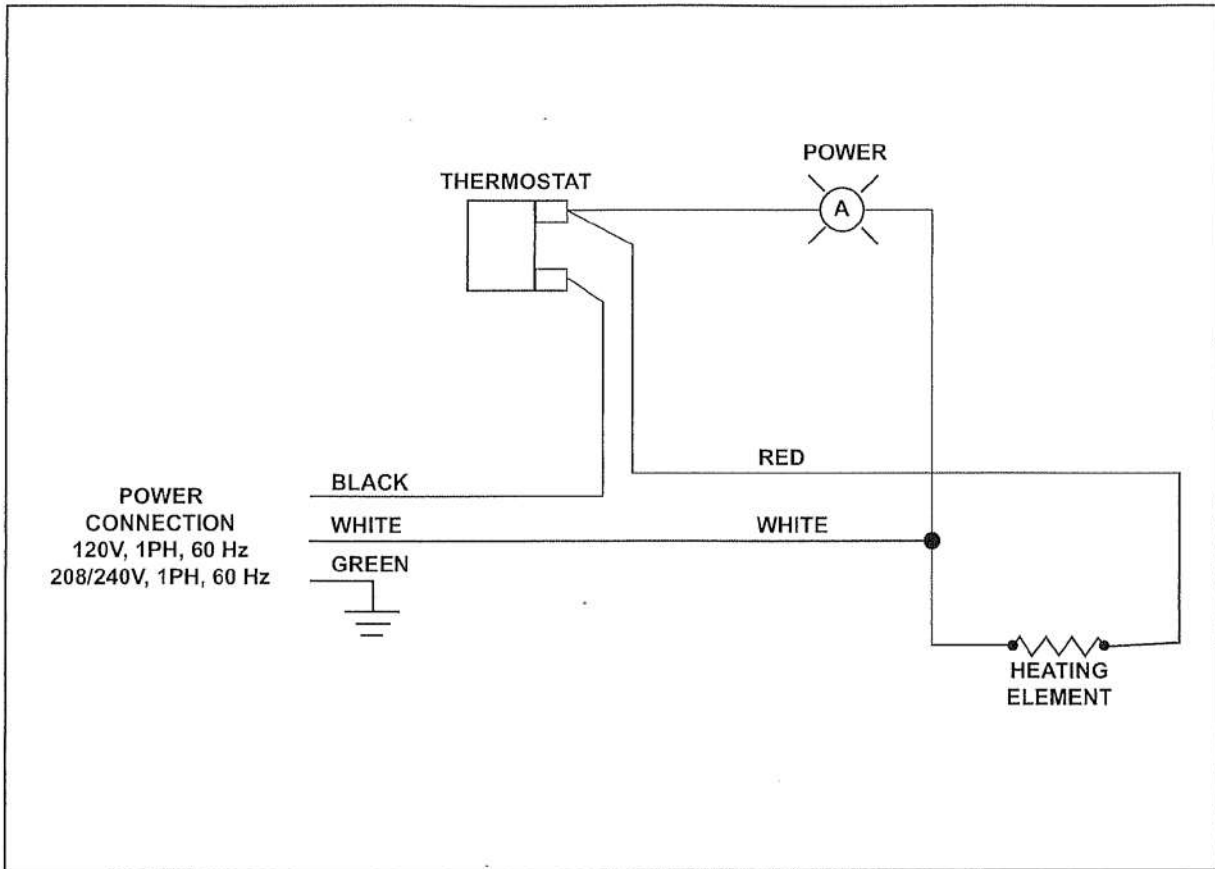 POWER
THERMOSTAT
A
RED
BLACK
POWER
CONNECTION
120V, 1PH, 60 Hz
208/240V, 1PH, 60 Hz
WHITE
WHITE
GREEN
HEATING
ELEMENT